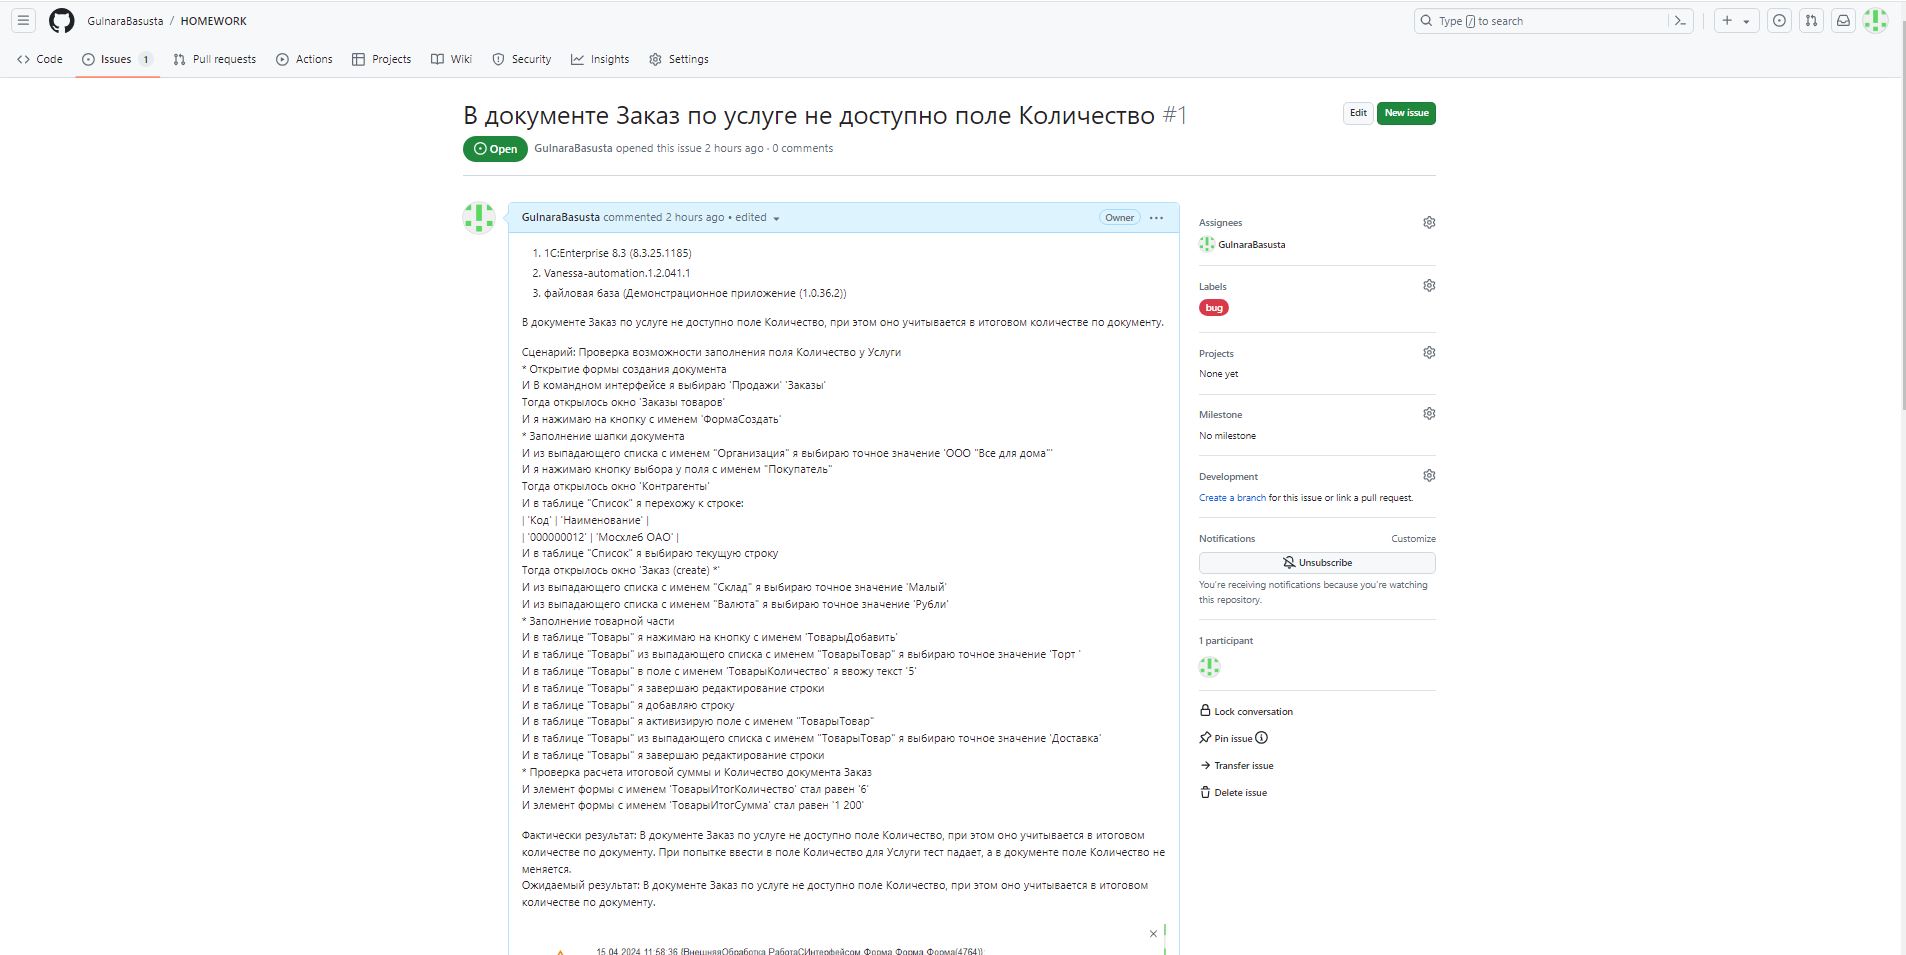 GulnaraBasusta / HOMEWORK
Type / to search
Code
Issues 1
Pull requests
Actions
Projects
Wiki
Security
Insights
Settings
В документе Заказ по услуге не доступно поле Количество #1
Edit
New issue
Open
GulnaraBasusta opened this issue 2 hours ago · 0 comments
GulnaraBasusta commented 2 hours ago • edited
Owner
1. 1C:Enterprise 8.3 (8.3.25.1185)
2. Vanessa-automation.1.2.041.1
3. файловая база (Демонстрационное приложение (1.0.36.2))
В документе Заказ по услуге не доступно поле Количество, при этом оно учитывается в итоговом количестве по документу.
Сценарий: Проверка возможности заполнения поля Количество у Услуги
* Открытие формы создания документа
И В командном интерфейсе я выбираю 'Продажи' 'Заказы'
Тогда открылось окно 'Заказы товаров'
И я нажимаю на кнопку с именем 'ФормаСоздать'
* Заполнение шапки документа
И из выпадающего списка с именем "Организация" я выбираю точное значение 'ООО "Все для дома"'
И я нажимаю кнопку выбора у поля с именем "Покупатель"
Тогда открылось окно 'Контрагенты'
И в таблице "Список" я перехожу к строке:
| 'Код' | 'Наименование' |
| '000000012' | 'Мосхлеб ОАО' |
И в таблице "Список" я выбираю текущую строку
Тогда открылось окно 'Заказ (create) *'
И из выпадающего списка с именем "Склад" я выбираю точное значение 'Малый'
И из выпадающего списка с именем "Валюта" я выбираю точное значение 'Рубли'
* Заполнение товарной части
И в таблице "Товары" я нажимаю на кнопку с именем 'ТоварыДобавить'
И в таблице "Товары" из выпадающего списка с именем "ТоварыТовар" я выбираю точное значение 'Торт '
И в таблице "Товары" в поле с именем 'ТоварыКоличество' я ввожу текст '5'
И в таблице "Товары" я завершаю редактирование строки
И в таблице "Товары" я добавляю строку
И в таблице "Товары" я активизирую поле с именем "ТоварыТовар"
И в таблице "Товары" из выпадающего списка с именем "ТоварыТовар" я выбираю точное значение 'Доставка'
И в таблице "Товары" я завершаю редактирование строки
* Проверка расчета итоговой суммы и Количество документа Заказ
И элемент формы с именем 'ТоварыИтогКоличество' стал равен '6'
И элемент формы с именем 'ТоварыИтогСумма' стал равен '1 200'
Фактически результат: В документе Заказ по услуге не доступно поле Количество, при этом оно учитывается в итоговом
количестве по документу. При попытке ввести в поле Количество для Услуги тест падает, а в документе поле Количество не
меняется.
Ожидаемый результат: В документе Заказ по услуге не доступно поле Количество, при этом оно учитывается в итоговом
количестве по документу.
15.04.2024 11:58:36 {ВнешняяОбработка.РаботаСИнтерфейсом.Форма.Форма.Форма(4764)}:
Assignees
GulnaraBasusta
Labels
bug
Projects
None yet
Milestone
No milestone
Development
Create a branch for this issue or link a pull request.
Notifications
Customize
Unsubscribe
You're receiving notifications because you're watching
this repository.
1 participant
Lock conversation
Pin issue
Transfer issue
Delete issue